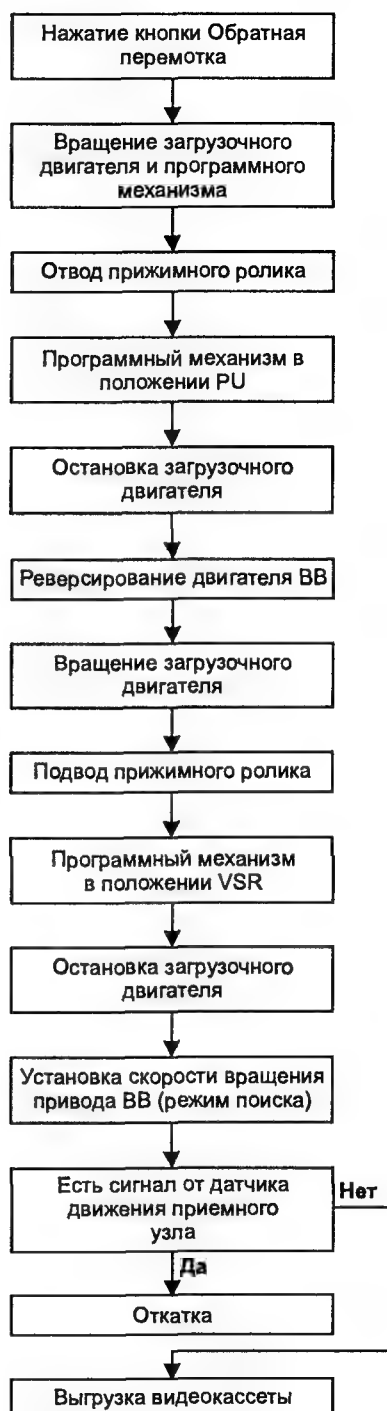 Нажатие кнопки Обратная
перемотка
Вращение загрузочного
двигателя и программного
механизма
Отвод прижимного ролика
Программный механизм в
положении PU
Остановка загрузочного
двигателя
Реверсирование двигателя ВВ
Вращение загрузочного
двигателя
Подвод прижимного ролика
Программный механизм
в положении VSR
Остановка загрузочного
двигателя
Установка скорости вращения
привода ВВ (режим поиска)
Есть сигнал от датчика
движения приемного
узла
Нет
Да
Откатка
Выгрузка видеокассеты